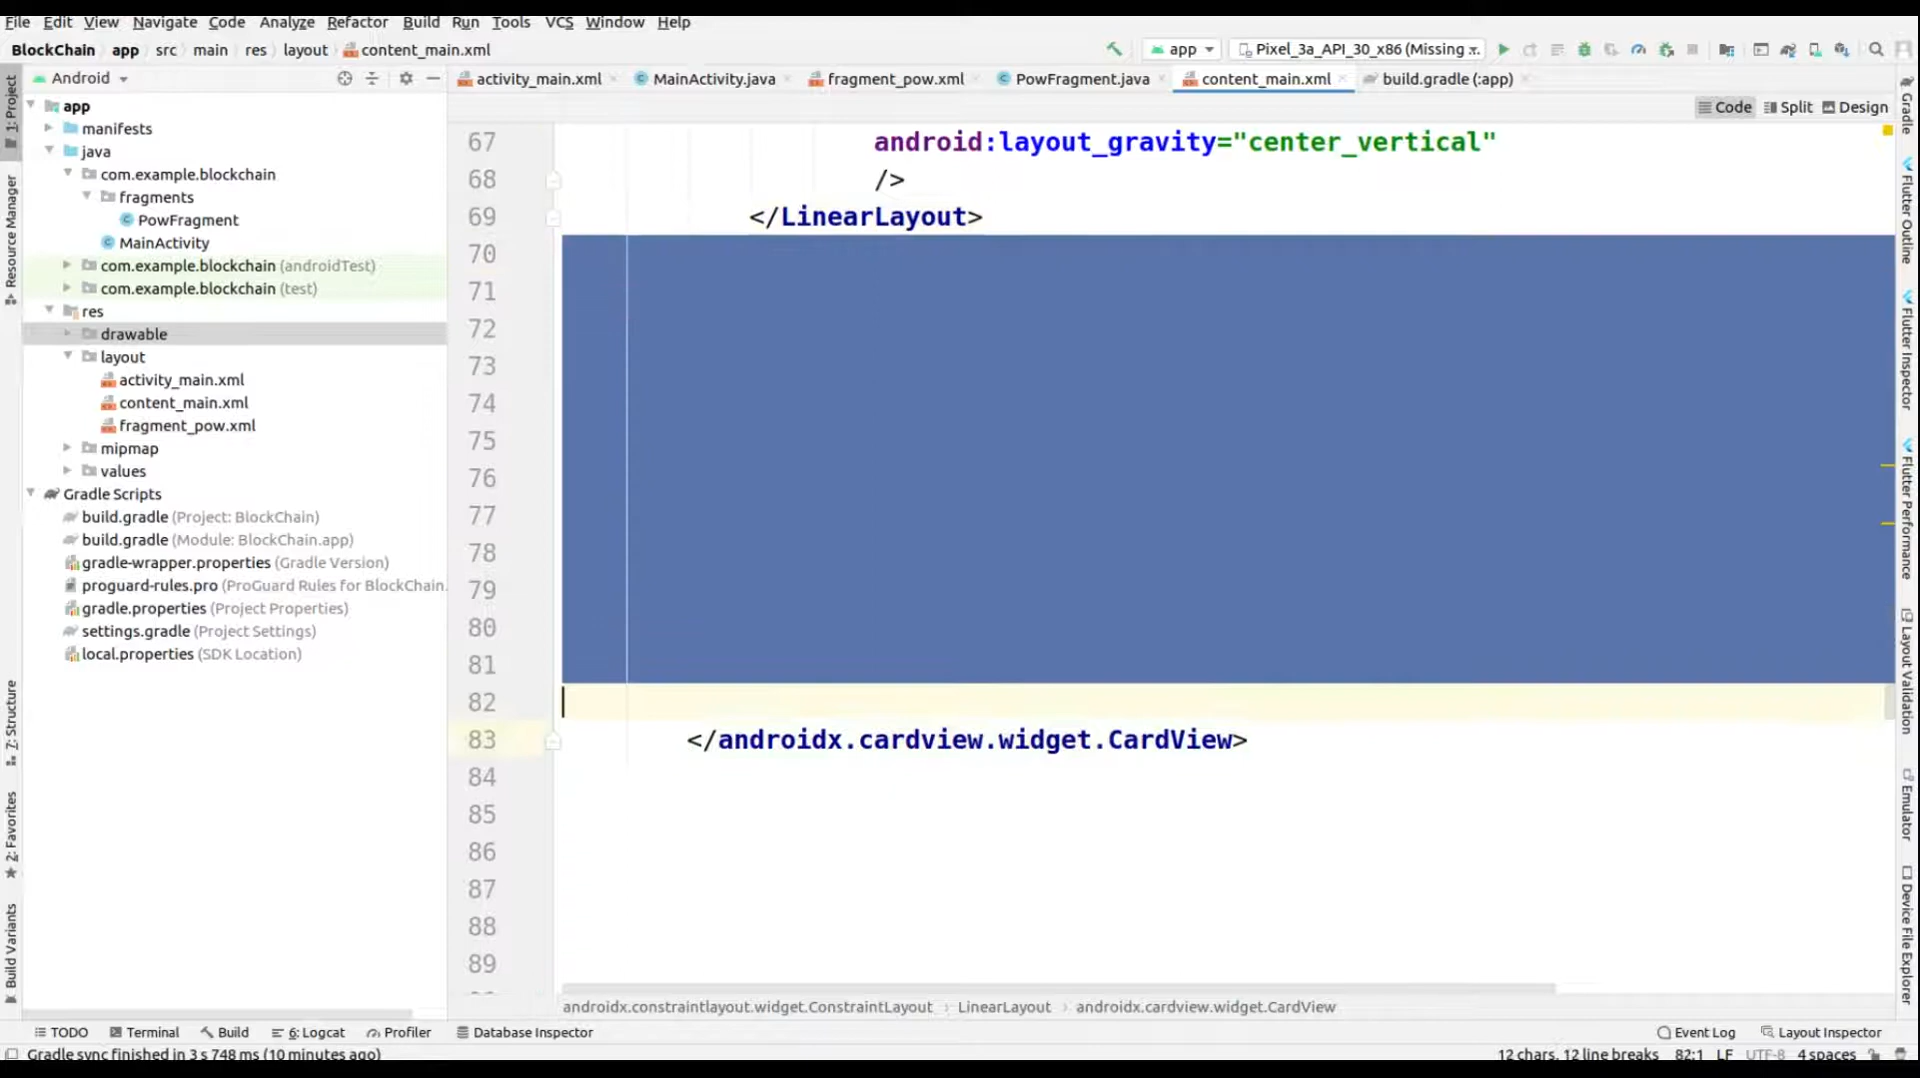 File Edit View Navigate Code Analyze Refactor Build Run Tools VCS Window Help
BlockChain app src main res layout content_main.xml app Pixel_3a_API_30_x86 (Missing
Android activity_main.xml MainActivity.java fragment_pow.xml PowFragment.java content_main.xml build.gradle (:app)
Code Split Design
1: Project
Resource Manager
7: Structure
2: Favorites
Build Variants
app
manifests
java
com.example.blockchain
fragments
PowFragment
MainActivity
com.example.blockchain (androidTest)
com.example.blockchain (test)
res
drawable
layout
activity_main.xml
content_main.xml
fragment_pow.xml
mipmap
values
Gradle Scripts
build.gradle (Project: BlockChain)
build.gradle (Module: BlockChain.app)
gradle-wrapper.properties (Gradle Version)
proguard-rules.pro (ProGuard Rules for BlockChain.
gradle.properties (Project Properties)
settings.gradle (Project Settings)
local.properties (SDK Location)
67 android:layout_gravity="center_vertical"
68 />
69 </LinearLayout>
70
71
72
73
74
75
76
77
78
79
80
81
82
83 </androidx.cardview.widget.CardView>
84
85
86
87
88
89
Gradle
Flutter Outline
Flutter Inspector
Flutter Performance
Layout Validation
Emulator
Device File Explorer
androidx.constraintlayout.widget.ConstraintLayout LinearLayout androidx.cardview.widget.CardView
TODO Terminal Build 6: Logcat Profiler Database Inspector Event Log Layout Inspector
Gradle sync finished in 3 s 748 ms (10 minutes ago) 12 chars, 12 line breaks 82:1 LF UTF-8 4 spaces